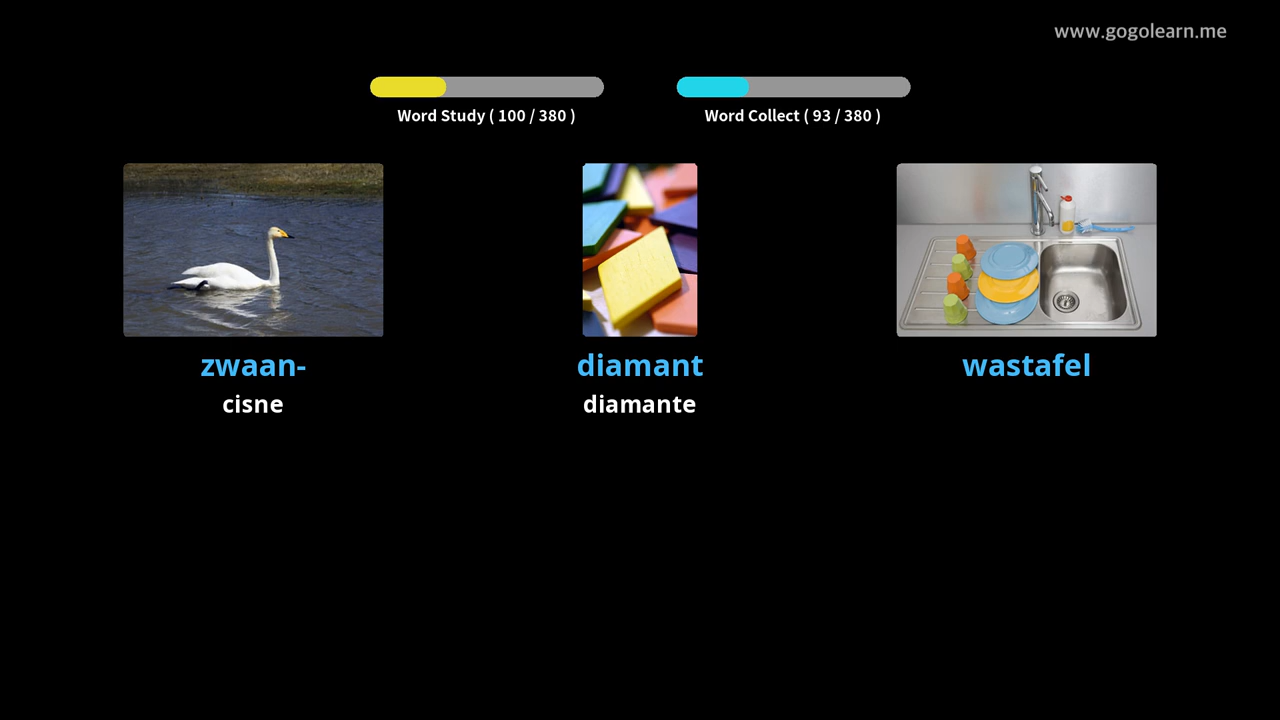 www.gogolearn.me
Word Study ( 100 / 380 )
Word Collect ( 93 / 380 )
zwaan-
diamant
wastafel
cisne
diamante